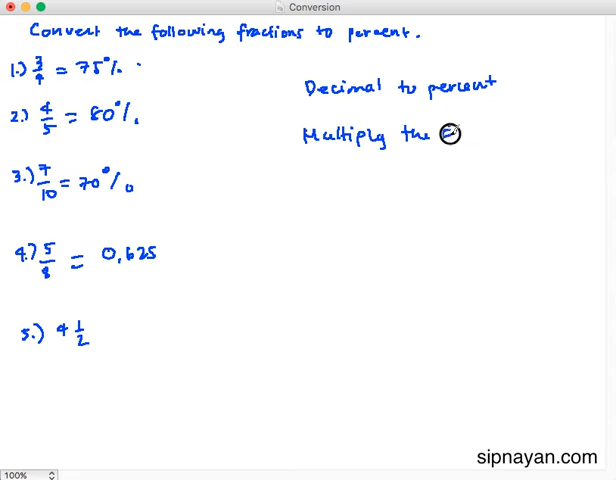 Conversion
Convert the following fractions to percent.
1.) 3/4 = 75%
2.) 4/5 = 80%
3.) 7/10 = 70%
4.) 5/8 = 0.625
5.) 4 1/2
Decimal to percent
Multiply the
sipnayan.com
100%